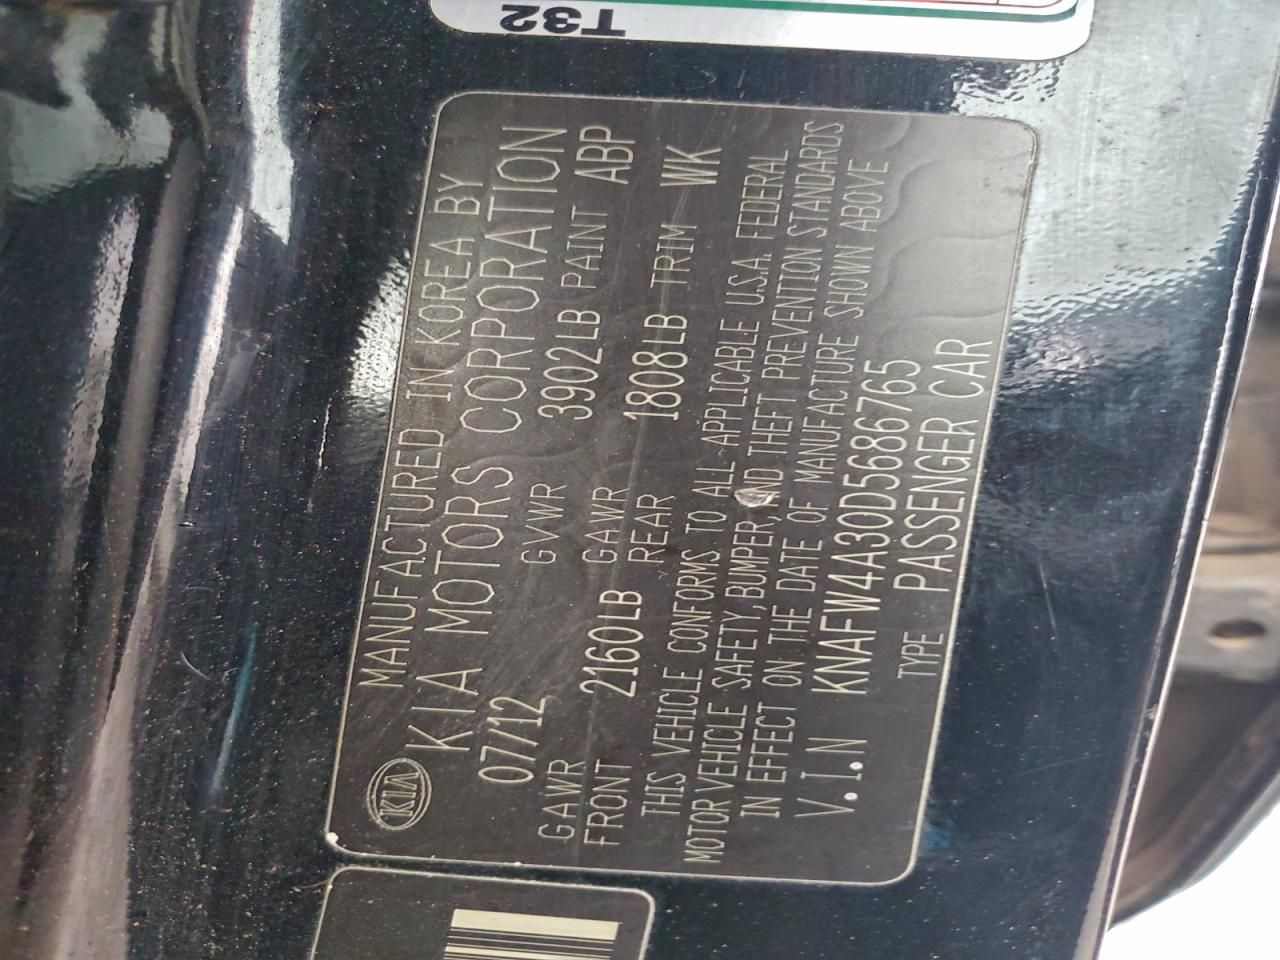 T32
MANUFACTURED IN KOREA BY
KIA KIA MOTORS CORPORATION
07/12 GVWR 3902LB PAINT ABP
GAWR FRONT 2160LB GAWR REAR 1808LB TRIM WK
THIS VEHICLE CONFORMS TO ALL APPLICABLE U.S.A. FEDERAL
MOTOR VEHICLE SAFETY, BUMPER, AND THEFT PREVENTION STANDARDS
IN EFFECT ON THE DATE OF MANUFACTURE SHOWN ABOVE
V.I.N KNAFW4A30D5686765
TYPE PASSENGER CAR